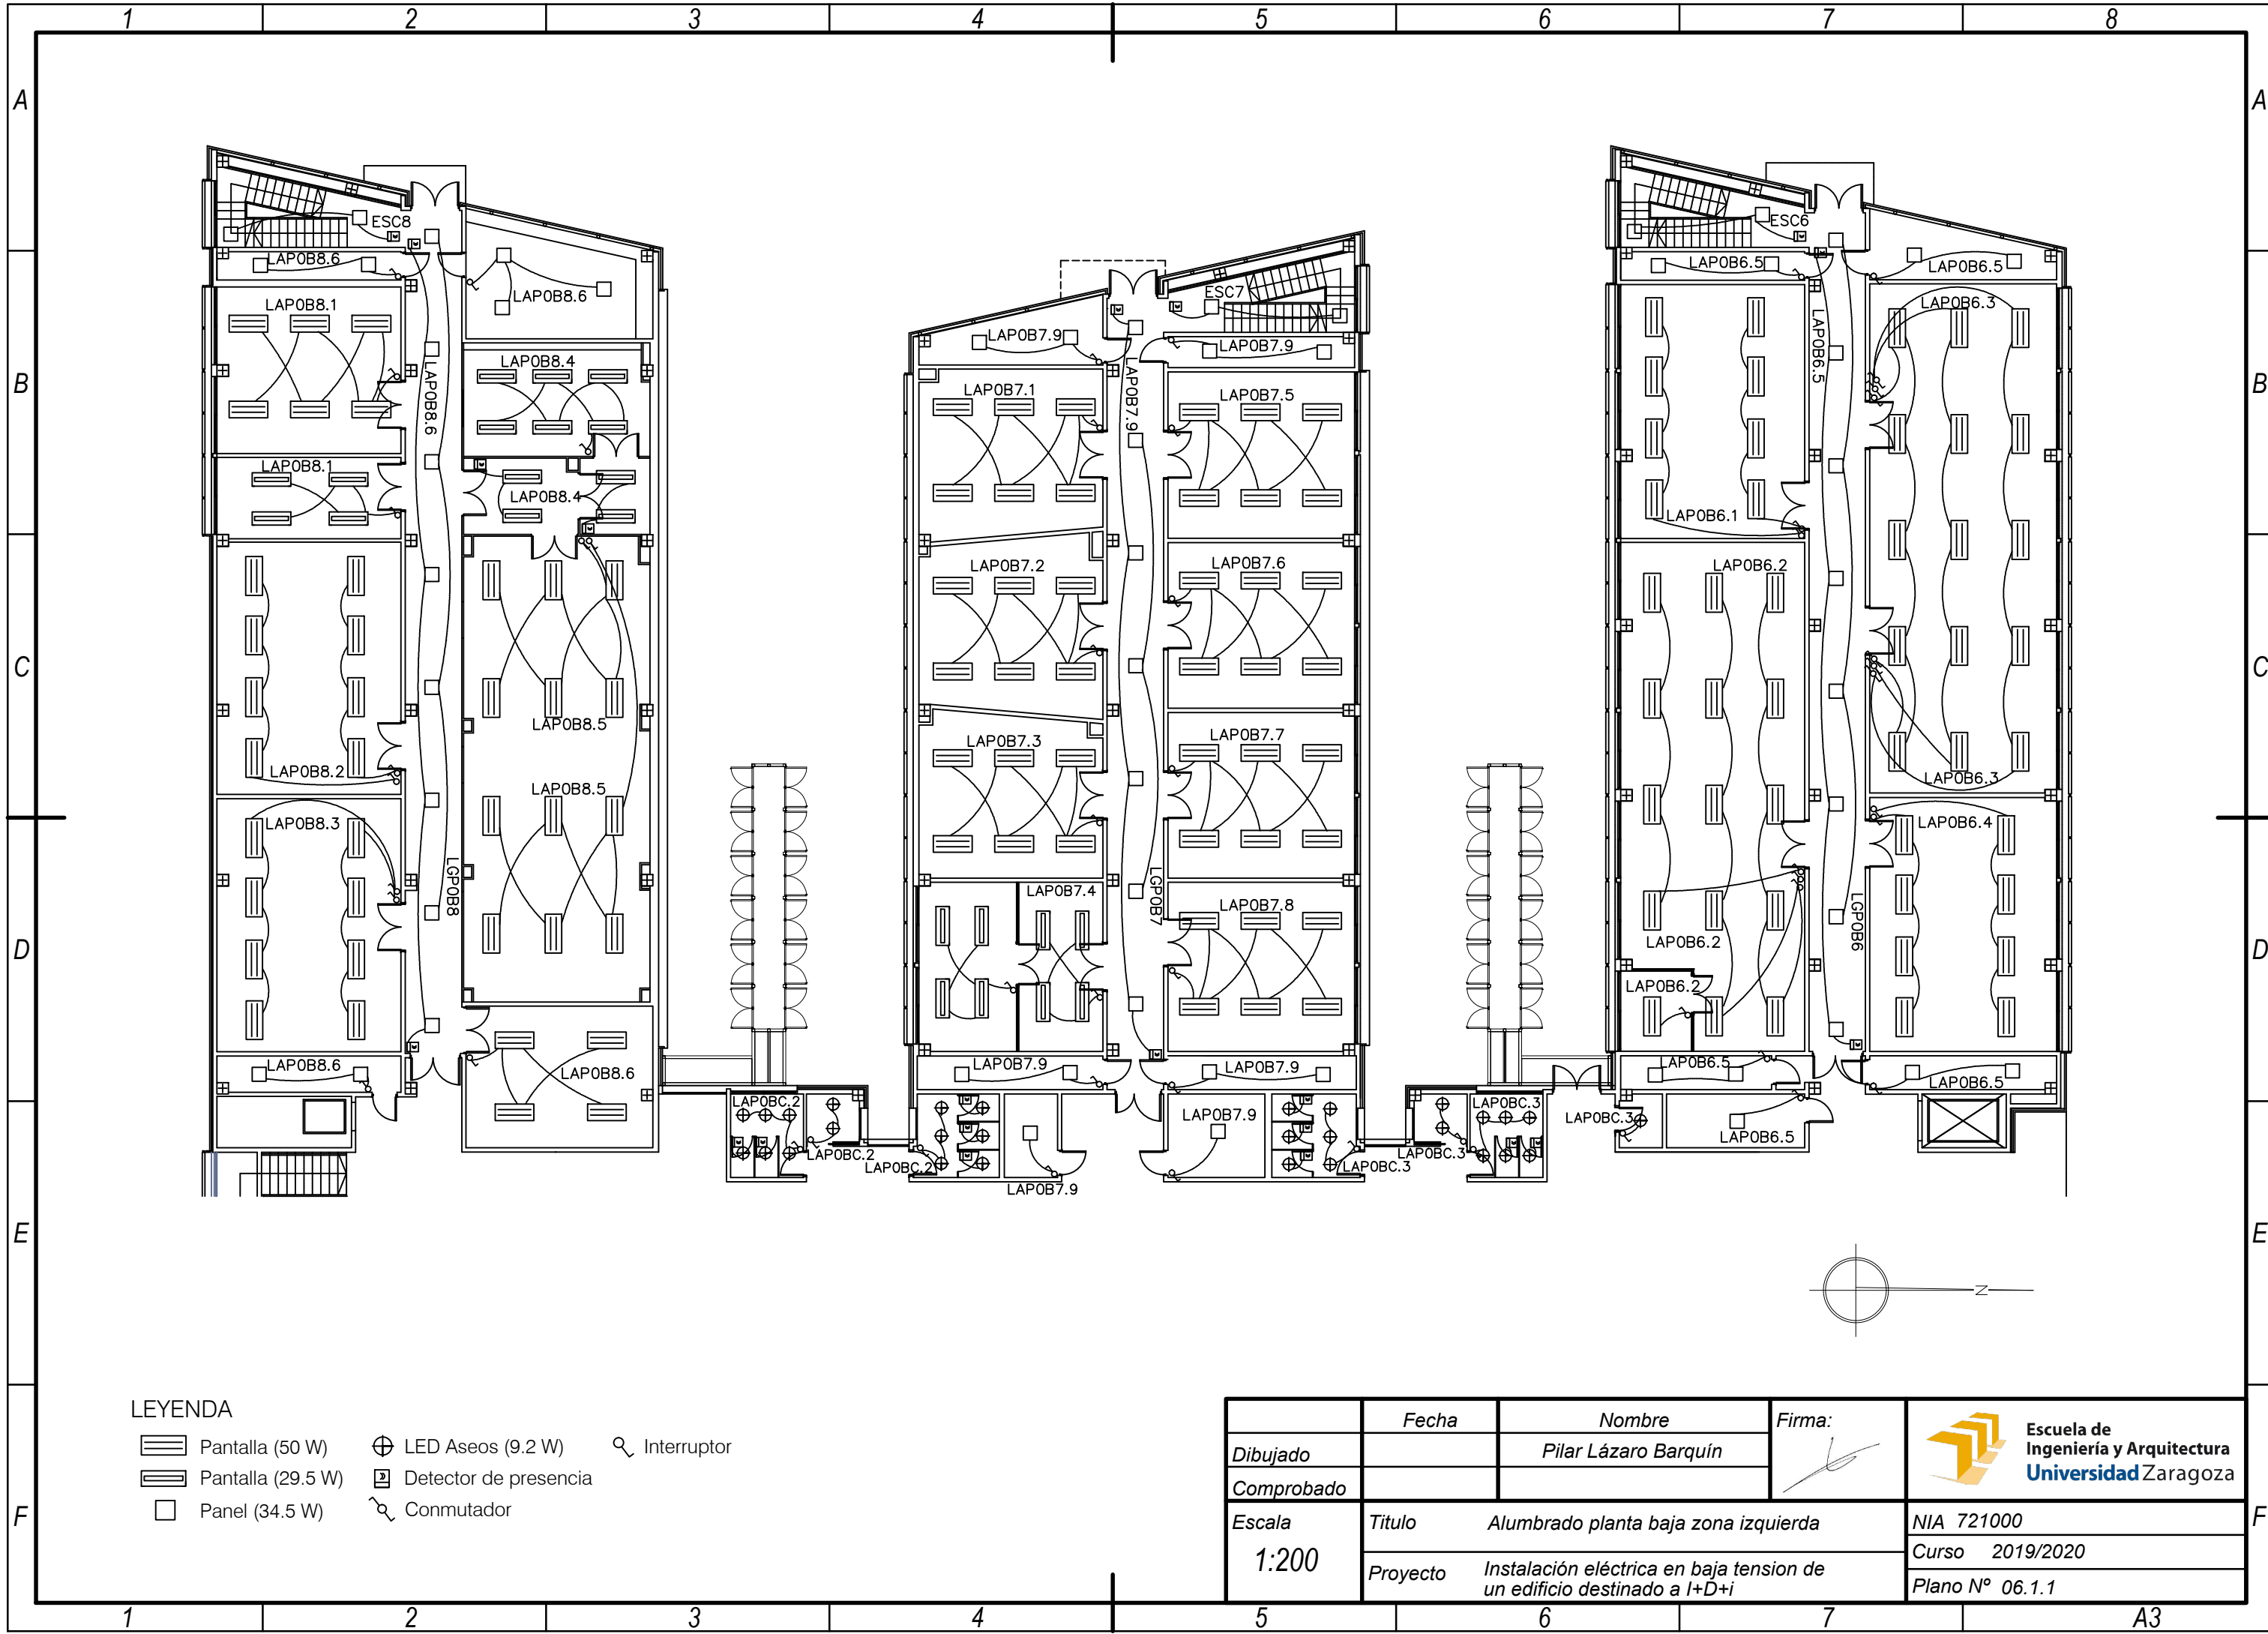 1 2 3 4 5 6 7 8
A A
B B
C C
D D
E E
F F
ESC8
LAP0B8.6
LAP0B8.6
LAP0B8.1
LAP0B8.6
LAP0B8.4
LAP0B8.1
LAP0B8.4
LAP0B8.5
LAP0B8.2
LAP0B8.5
LAP0B8.3
LGP0B8
LAP0B8.6
LAP0B8.6
ESC7
LAP0B7.9
LAP0B7.9
LAP0B7.9
LAP0B7.1
LAP0B7.5
LAP0B7.2
LAP0B7.6
LAP0B7.3
LAP0B7.7
LAP0B7.4
LGP0B7
LAP0B7.8
LAP0B7.9
LAP0B7.9
LAP0B7.9
LAP0B7.9
ESC6
LAP0B6.5
LAP0B6.5
LAP0B6.5
LAP0B6.3
LAP0B6.1
LAP0B6.2
LAP0B6.3
LAP0B6.4
LAP0B6.2
LGP0B6
LAP0B6.2
LAP0B6.5
LAP0B6.5
LAP0B6.5
LAP0BC.2
LAP0BC.2
LAP0BC.2
LAP0BC.3
LAP0BC.3
LAP0BC.3
LAP0BC.3
N
LEYENDA
Pantalla (50 W)
LED Aseos (9.2 W)
Interruptor
Pantalla (29.5 W)
Detector de presencia
Panel (34.5 W)
Conmutador
Fecha
Nombre
Firma:
Dibujado
Pilar Lázaro Barquín
Comprobado
Escuela de
Ingeniería y Arquitectura
Universidad Zaragoza
Escala
1:200
Titulo
Alumbrado planta baja zona izquierda
Proyecto
Instalación eléctrica en baja tension de
un edificio destinado a I+D+i
NIA 721000
Curso 2019/2020
Plano Nº 06.1.1
1 2 3 4 5 6 7 A3